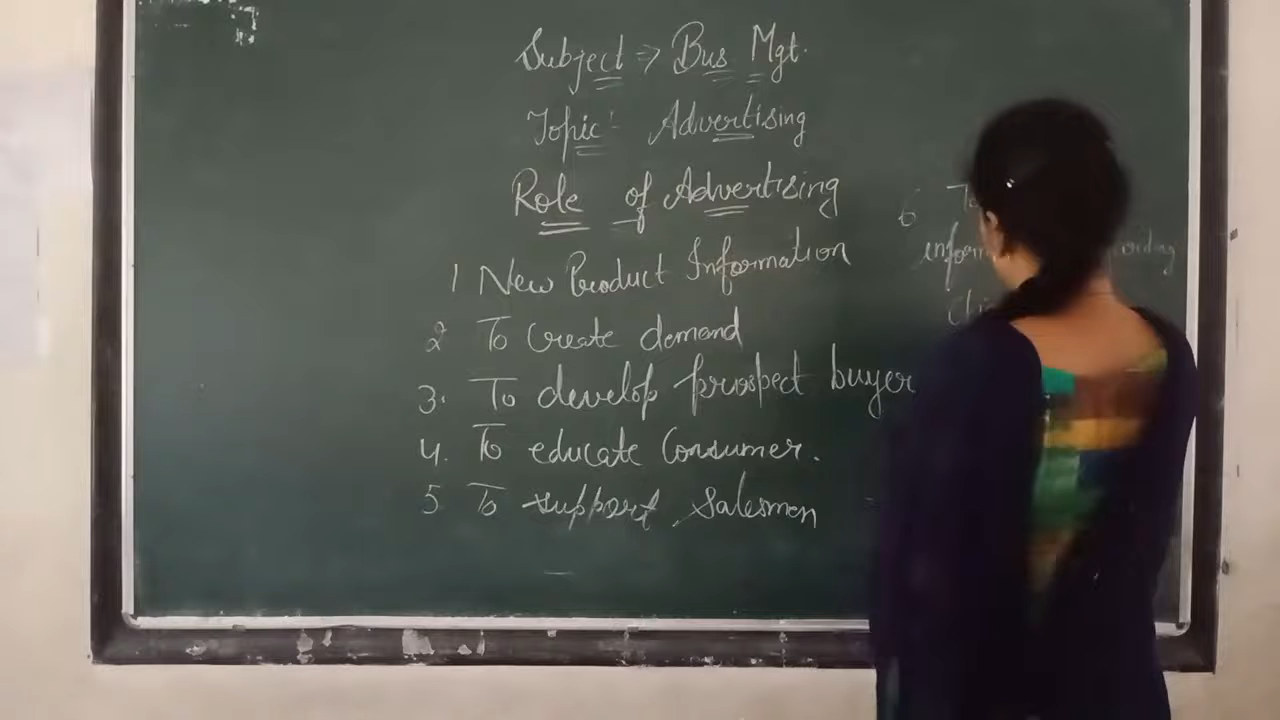 Subject ⇒ Bus Mgt.
Topic: Advertising
Role of Advertising
1 New Product Information
2 To Create demand
3. To develop prospect buyer
4. To educate Consumer.
5 To support salesmen
6 To